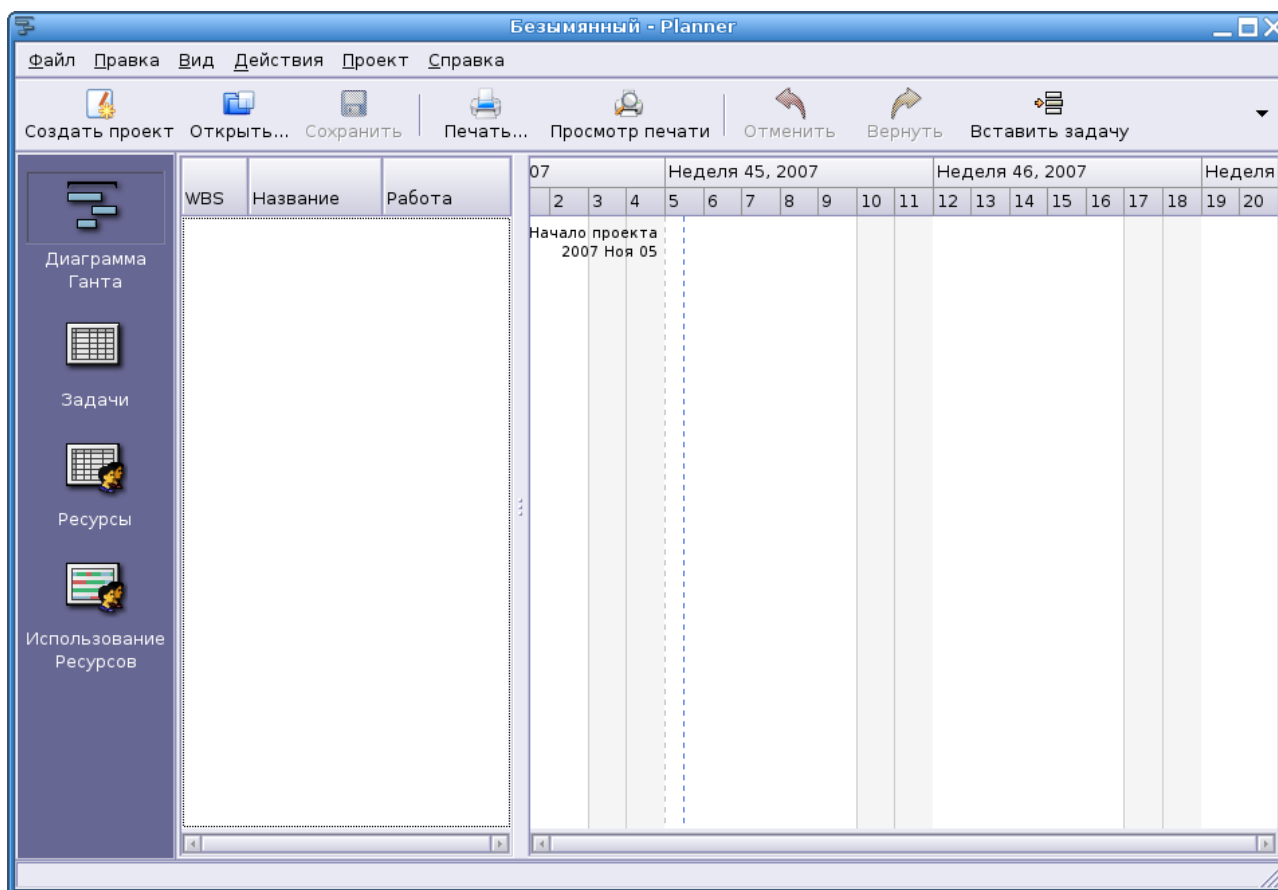 Безымянный - Planner
Файл Правка Вид Действия Проект Справка
Создать проект Открыть... Сохранить Печать... Просмотр печати Отменить Вернуть Вставить задачу
07 Неделя 45, 2007 Неделя 46, 2007 Неделя
WBS Название Работа
2 3 4 5 6 7 8 9 10 11 12 13 14 15 16 17 18 19 20
Начало проекта
2007 Ноя 05
Диаграмма
Ганта
Задачи
Ресурсы
Использование
Ресурсов